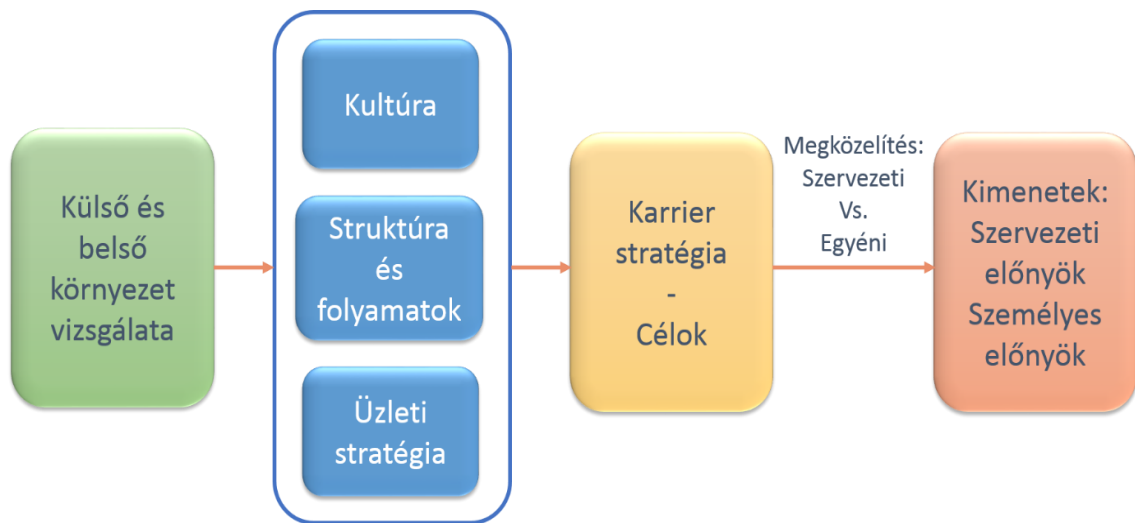 Külső és
belső
környezet
vizsgálata
Kultúra
Struktúra
és
folyamatok
Üzleti
stratégia
Karrier
stratégia
-
Célok
Megközelítés:
Szervezeti
Vs.
Egyéni
Kimenetek:
Szervezeti
előnyök
Személyes
előnyök